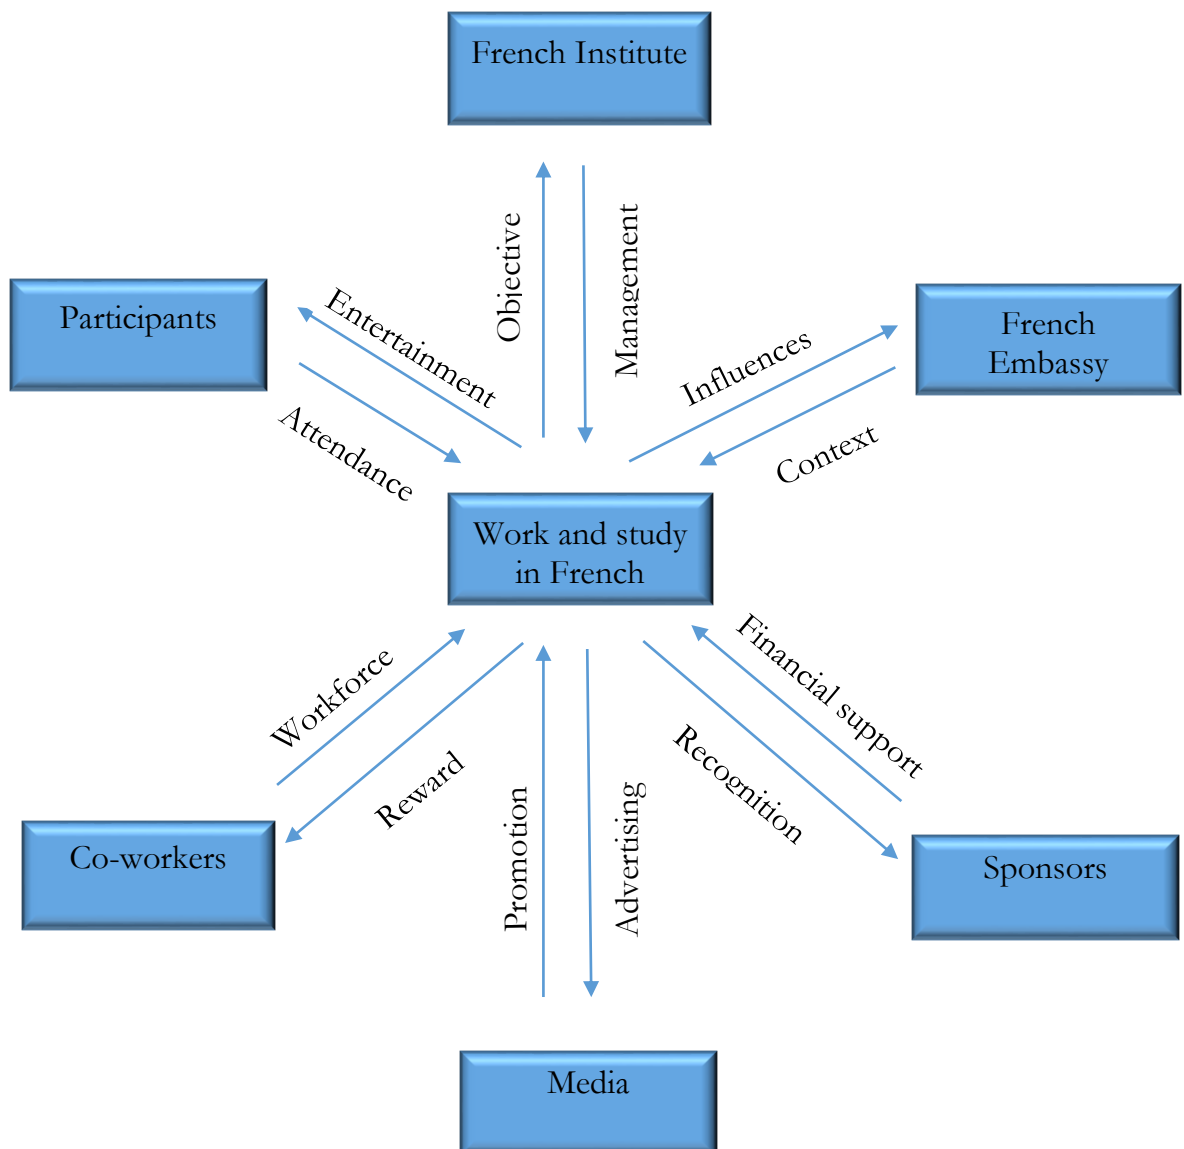 French Institute
Objective
Management
Participants
Entertainment
Attendance
French
Embassy
Influences
Context
Work and study
in French
Workforce
Reward
Promotion
Advertising
Financial support
Recognition
Co-workers
Sponsors
Media